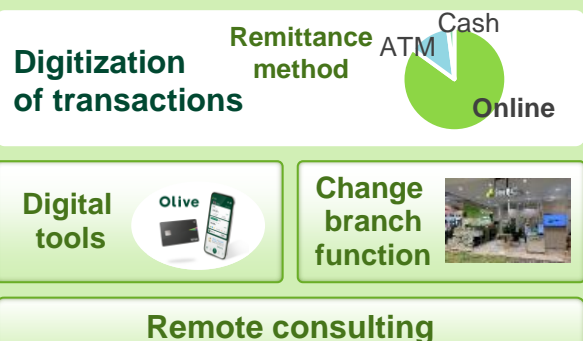 Digitization
of transactions
Remittance
method
Cash
ATM
Online
Digital
tools
Olive
Change
branch
function
Remote consulting